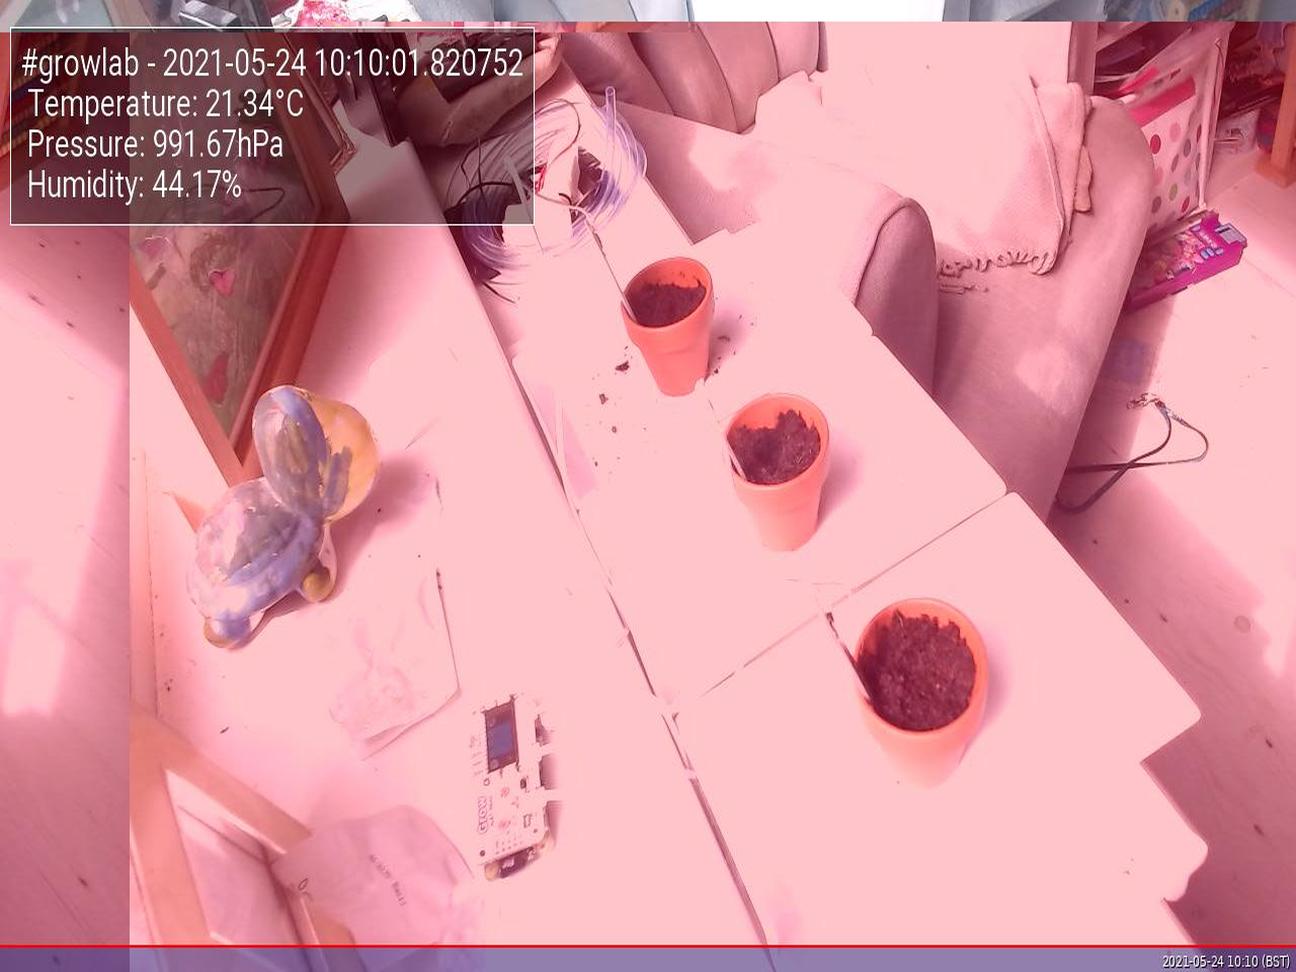 #growlab - 2021-05-24 10:10:01.820752
Temperature: 21.34°C
Pressure: 991.67hPa
Humidity: 44.17%
GROW
2021-05-24 10:10 (BST)